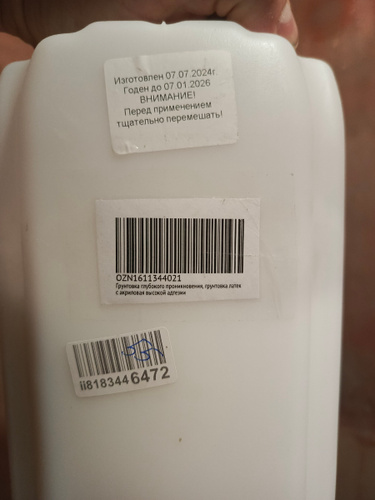 Изготовлен 07.07.2024г.
Годен до 07.01.2026
ВНИМАНИЕ!
Перед применением
тщательно перемешать!
OZN1611344021
Грунтовка глубокого проникновения, грунтовка латек
с акриловая высокой адгезии
ii8183446472